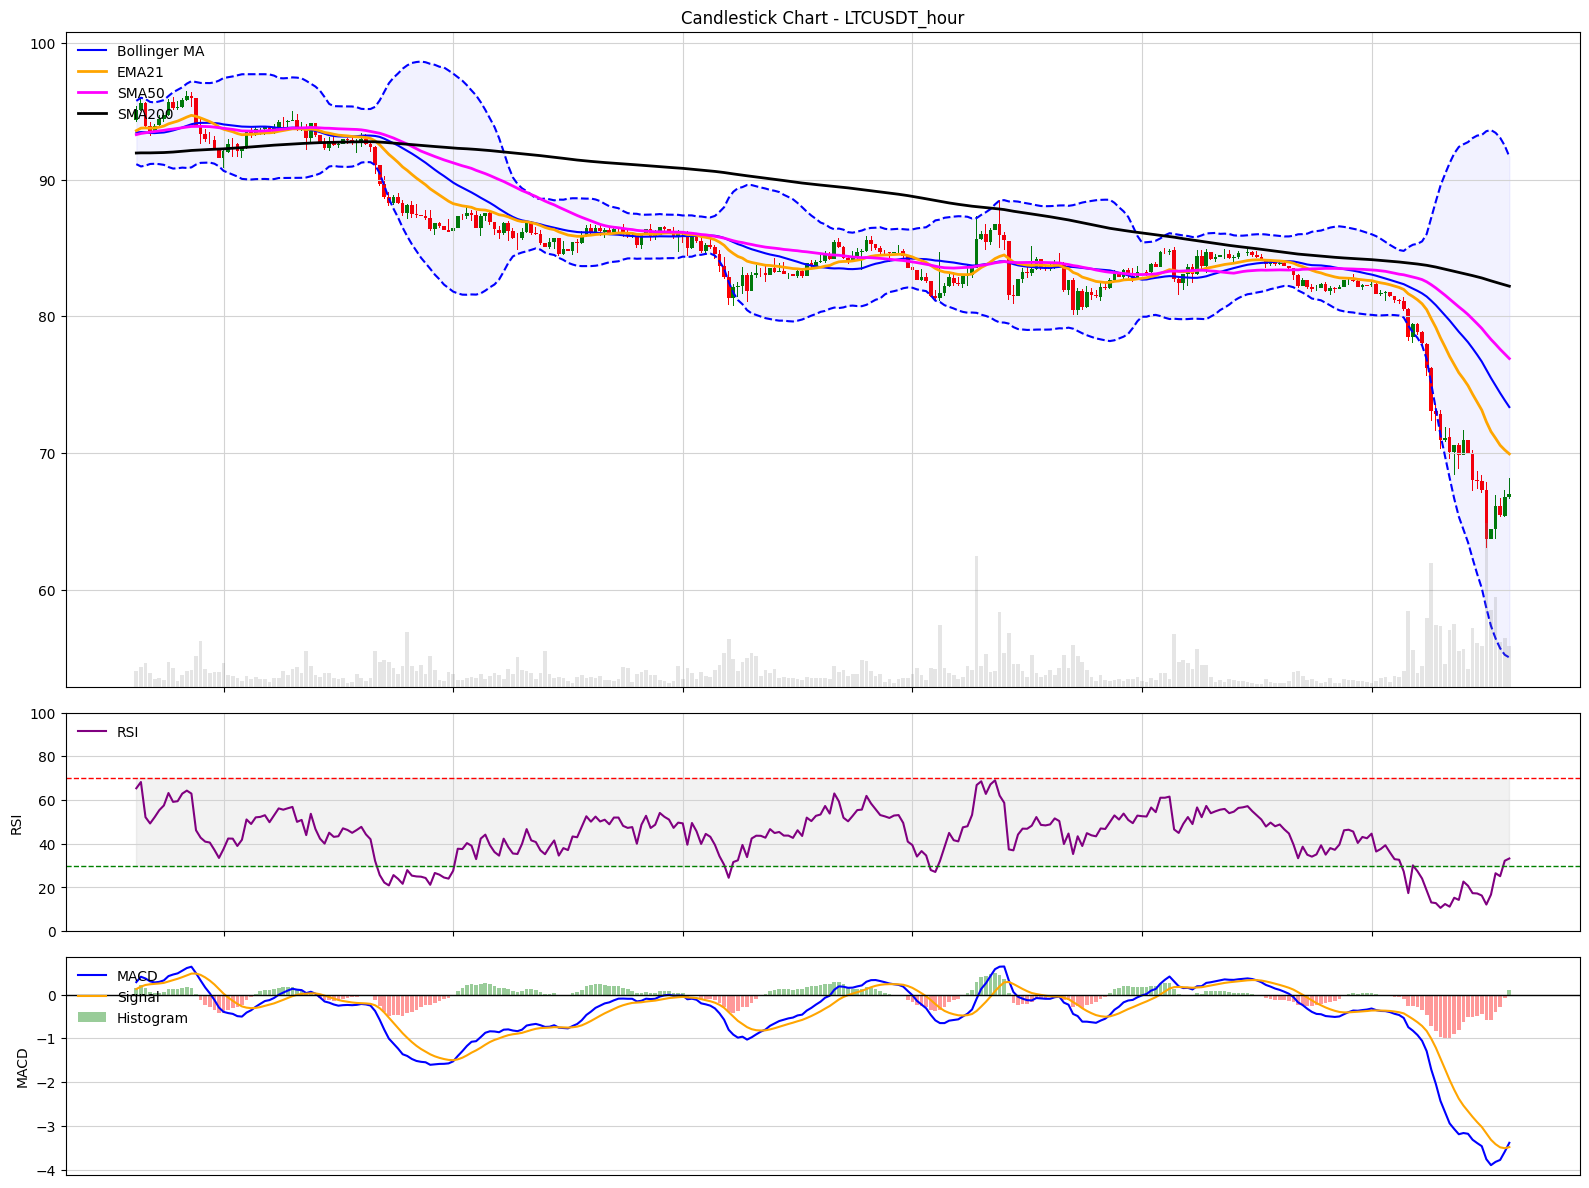 Candlestick Chart - LTCUSDT_hour
100
90
80
70
60
Bollinger MA
EMA21
SMA50
SMA200
100
80
60
40
20
0
RSI
RSI
0
−1
−2
−3
−4
MACD
MACD
Signal
Histogram